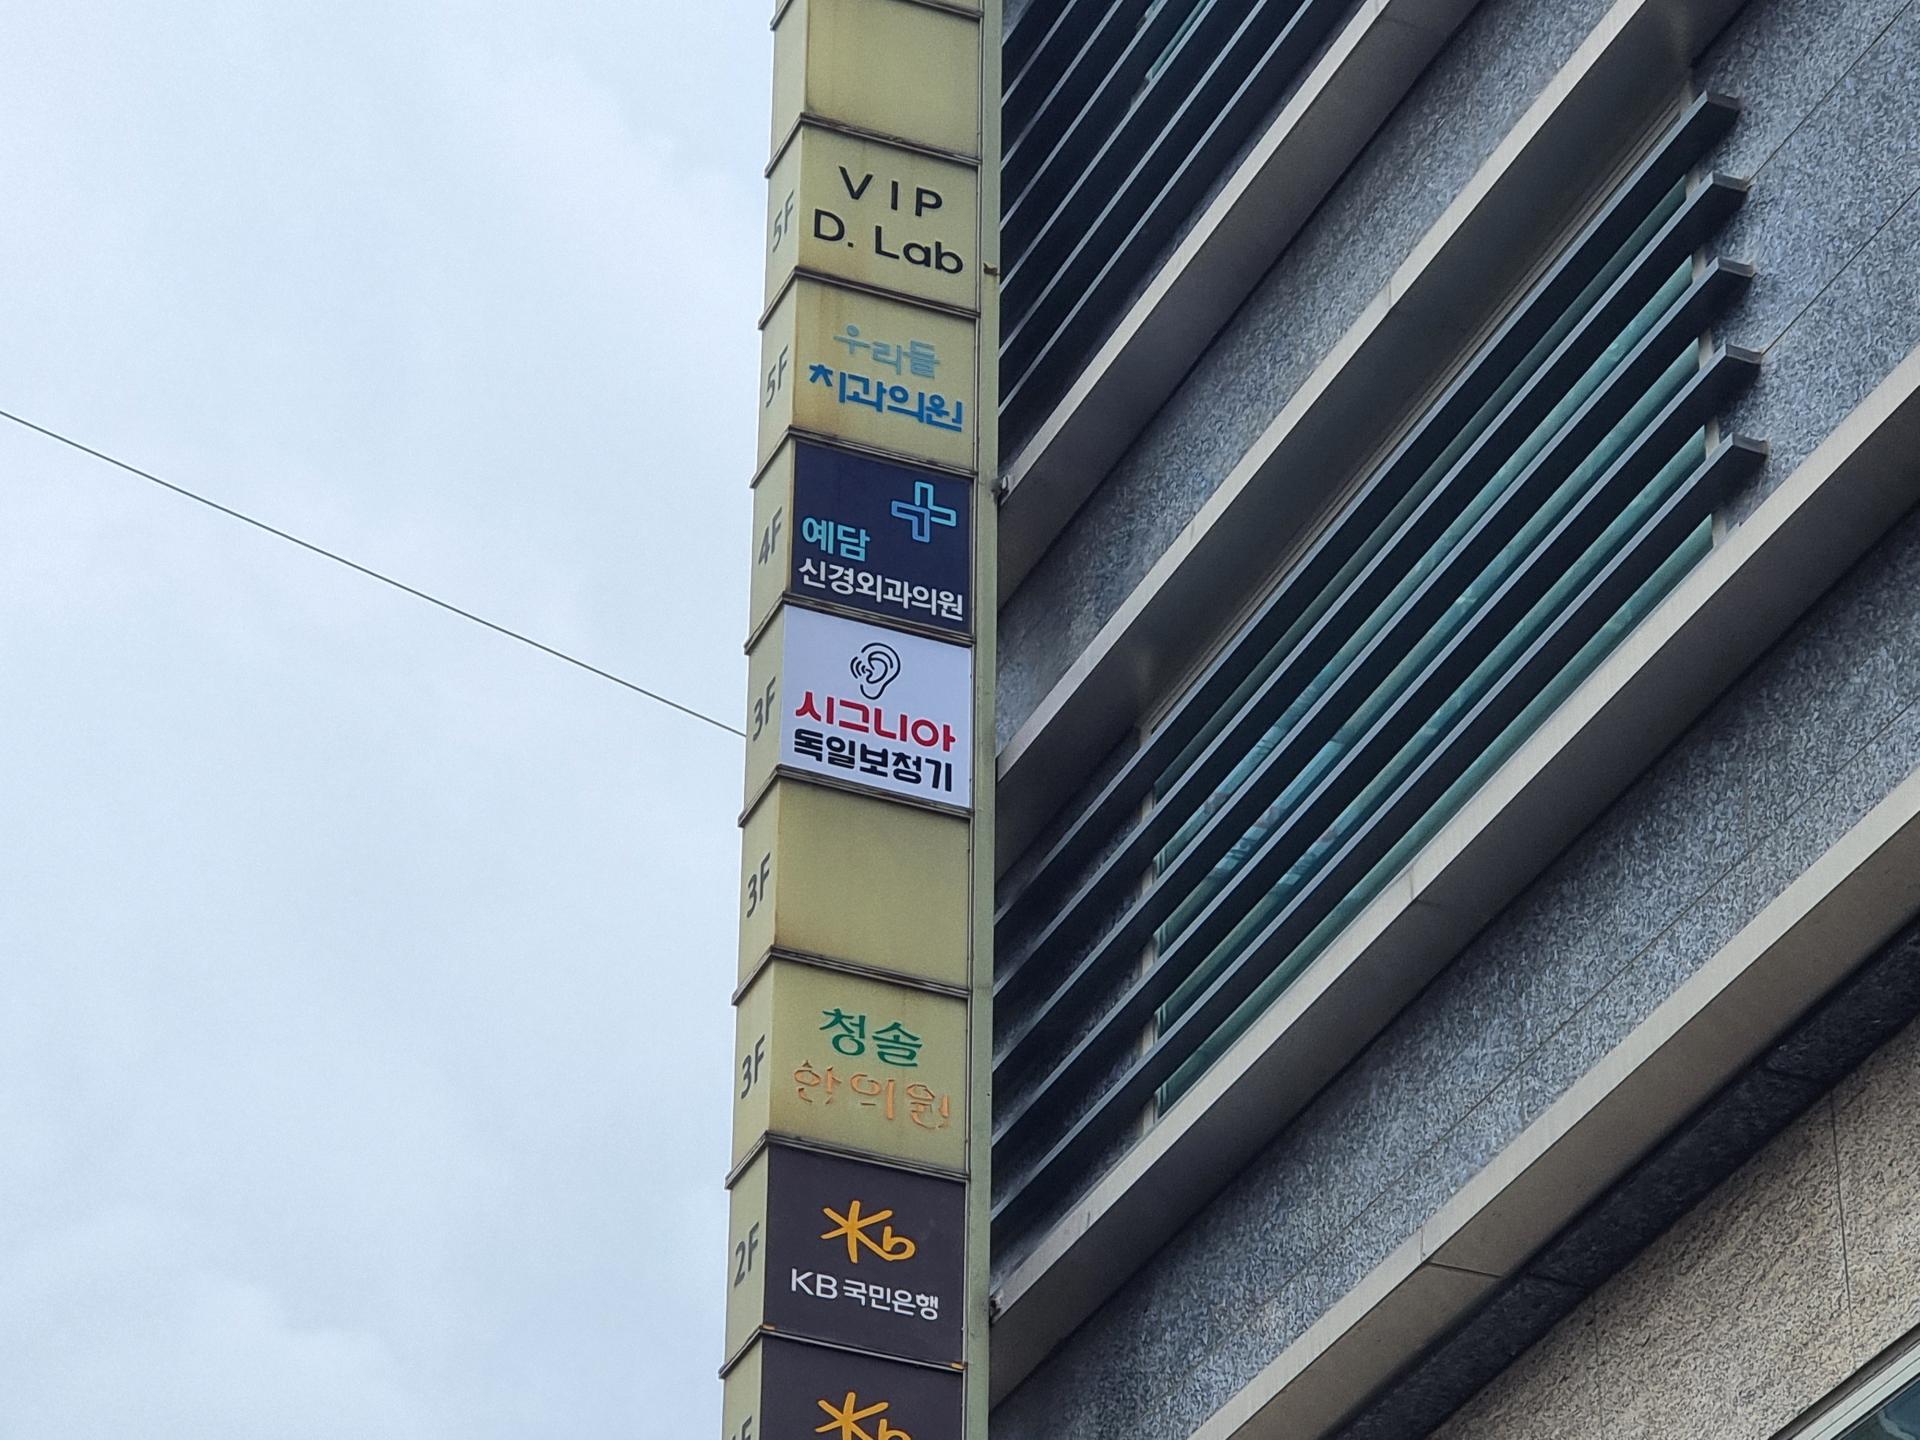 5F
VIP
D. Lab
5F
우리들
치과의원
4F
예담
신경외과의원
3F
시그니아
독일보청기
3F
3F
청솔
한의원
2F
Kb
KB국민은행
Kb